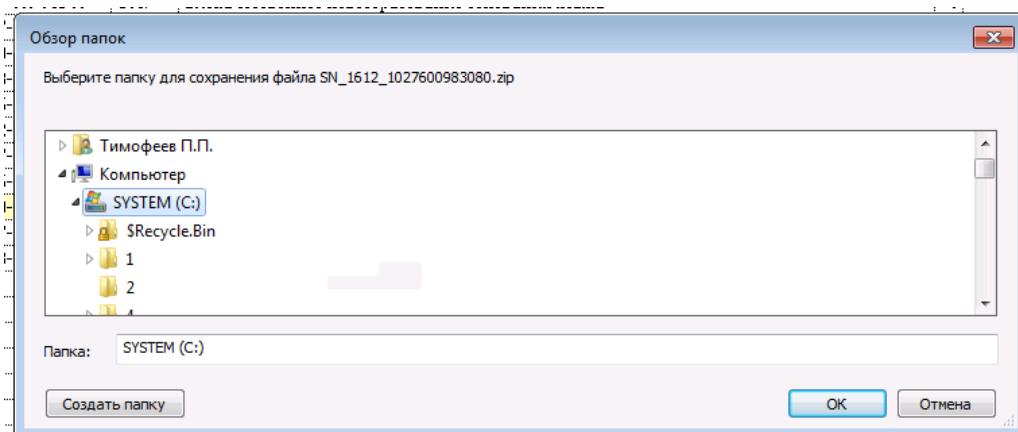 Обзор папок
Выберите папку для сохранения файла SN_1612_1027600983080.zip
Тимофеев П.П.
Компьютер
SYSTEM (C:)
$Recycle.Bin
1
2
Папка: SYSTEM (C:)
Создать папку ОК Отмена